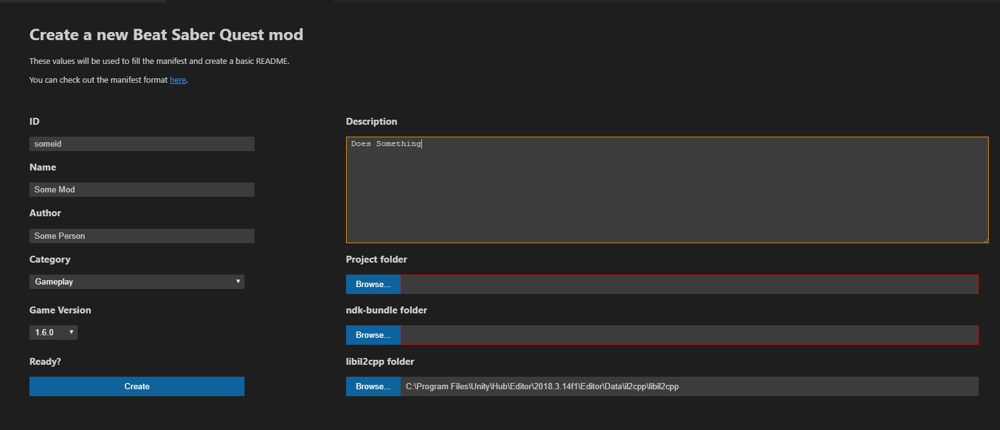 Create a new Beat Saber Quest mod
These values will be used to fill the manifest and create a basic README.
You can check out the manifest format here.
ID
someid
Name
Some Mod
Author
Some Person
Category
Gameplay
Game Version
1.6.0
Ready?
Create
Description
Does Something
Project folder
Browse...
ndk-bundle folder
Browse...
libil2cpp folder
Browse... C:\Program Files\Unity\Hub\Editor\2018.3.14f1\Editor\Data\il2cpp\libil2cpp